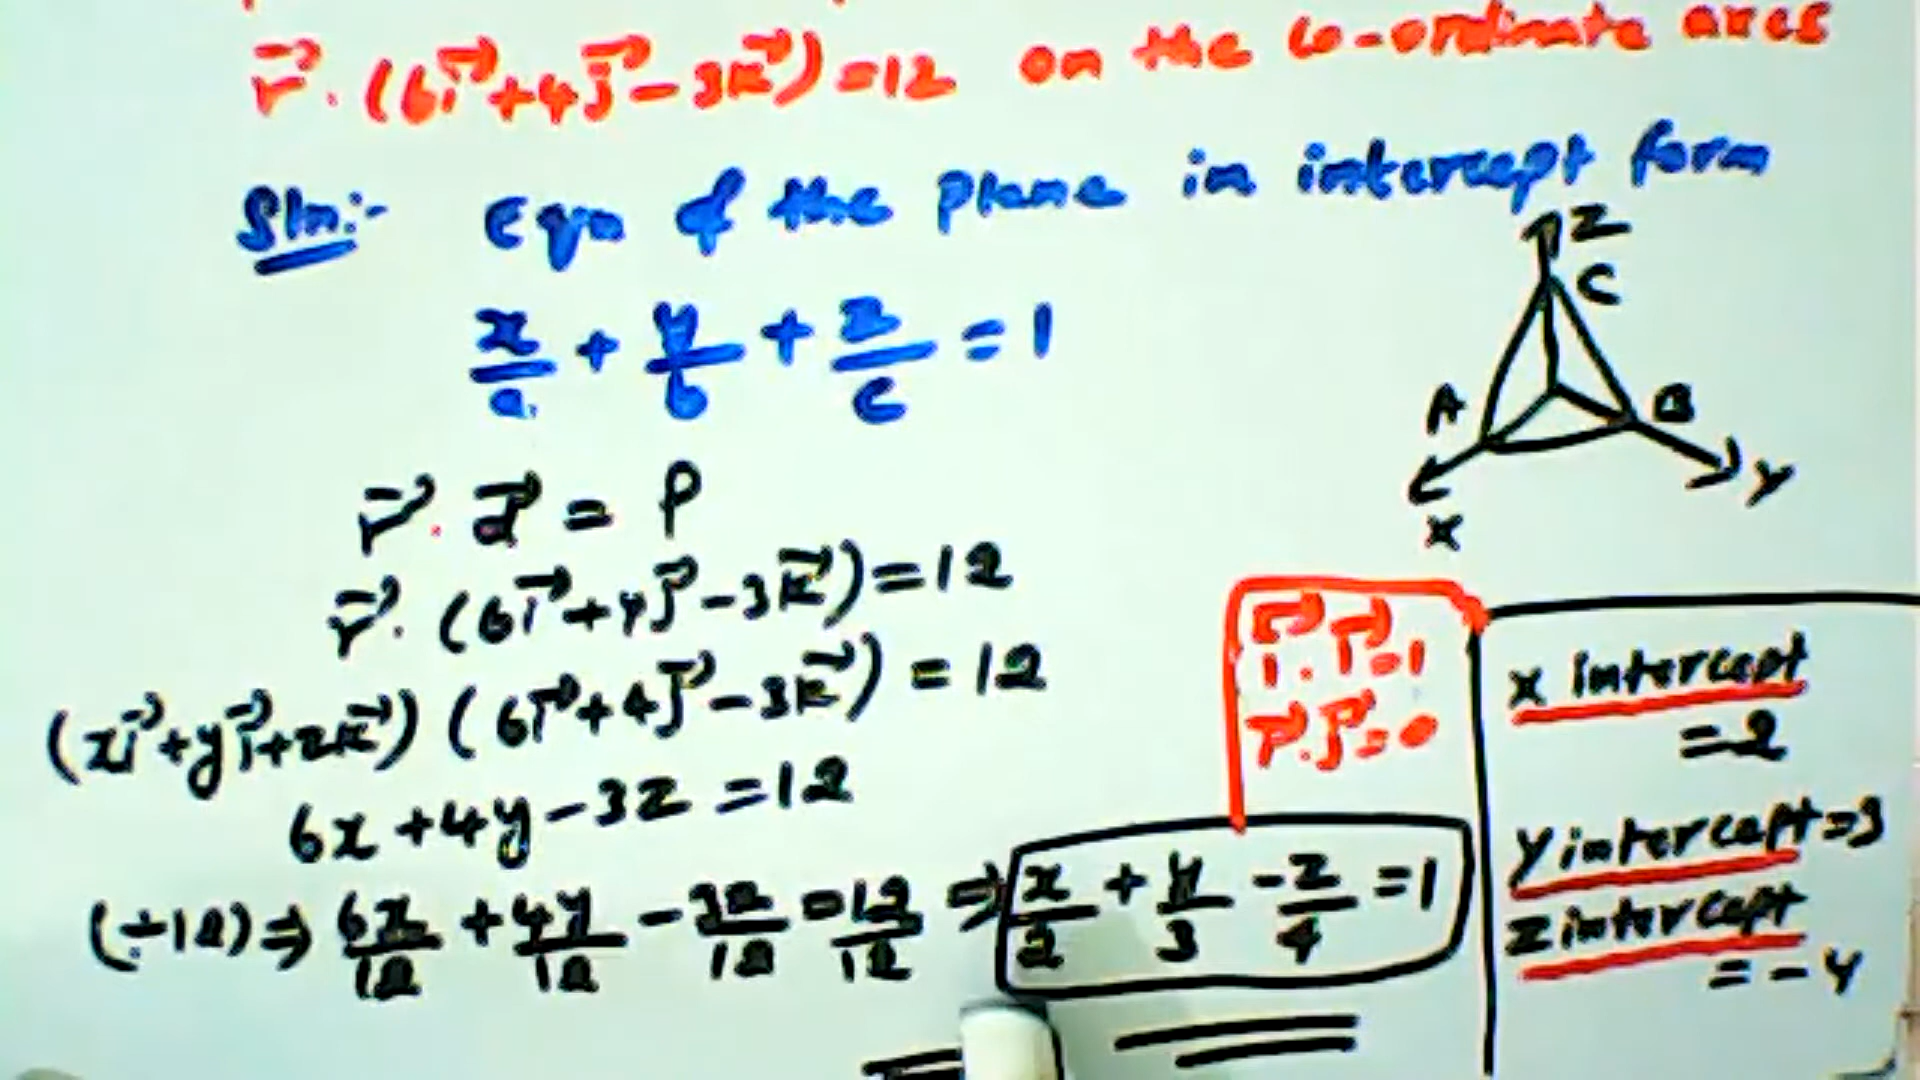 r⃗ . (6i⃗ + 4j⃗ − 3k⃗) = 12 on the co-ordinate axes
Sln:- Eqn of the plane in intercept form
x/a + y/b + z/c = 1
Z
C
A
B
X
Y
r⃗ . d⃗ = P
r⃗ . (6i⃗ + 4j⃗ − 3k⃗) = 12
(xi⃗ + yj⃗ + zk⃗) (6i⃗ + 4j⃗ − 3k⃗) = 12
6x + 4y − 3z = 12
(÷12) ⇒ 6x/12 + 4y/12 − 3z/12 = 12/12 ⇒ x/2 + y/3 − z/4 = 1
i⃗ . i⃗ = 1
i⃗ . j⃗ = 0
x intercept
= 2
y intercept = 3
z intercept
= − 4